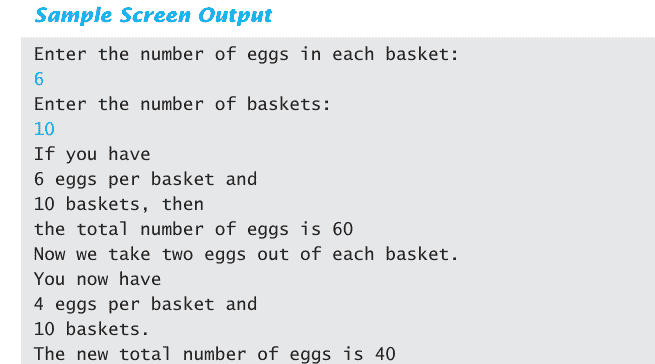 Sample Screen Output
Enter the number of eggs in each basket:
6
Enter the number of baskets:
10
If you have
6 eggs per basket and
10 baskets, then
the total number of eggs is 60
Now we take two eggs out of each basket.
You now have
4 eggs per basket and
10 baskets.
The new total number of eggs is 40